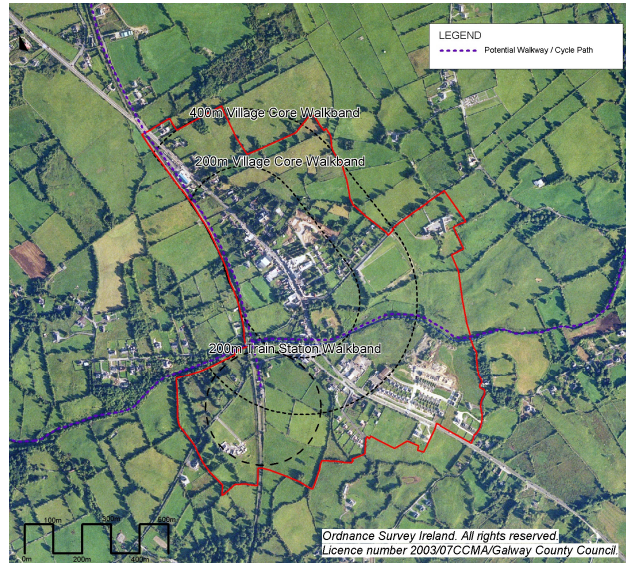 LEGEND
Potential Walkway / Cycle Path
400m Village Core Walkband
200m Village Core Walkband
200m Train Station Walkband
100m 300m 500m
0m 200m 400m
Ordnance Survey Ireland. All rights reserved.
Licence number 2003/07CCMA/Galway County Council.